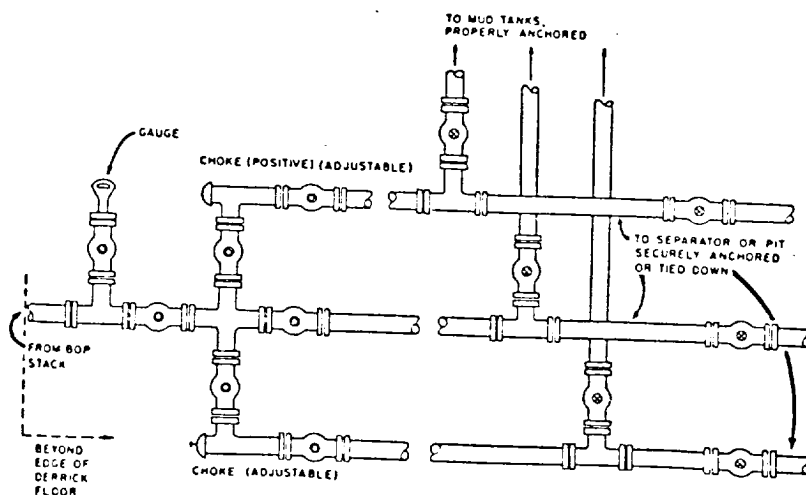 TO MUD TANKS,
PROPERLY ANCHORED
GAUGE
CHOKE (POSITIVE) (ADJUSTABLE)
TO SEPARATOR OR PIT
SECURELY ANCHORED
OR TIED DOWN
FROM BOP
STACK
BEYOND
EDGE OF
DERRICK
FLOOR
CHOKE (ADJUSTABLE)